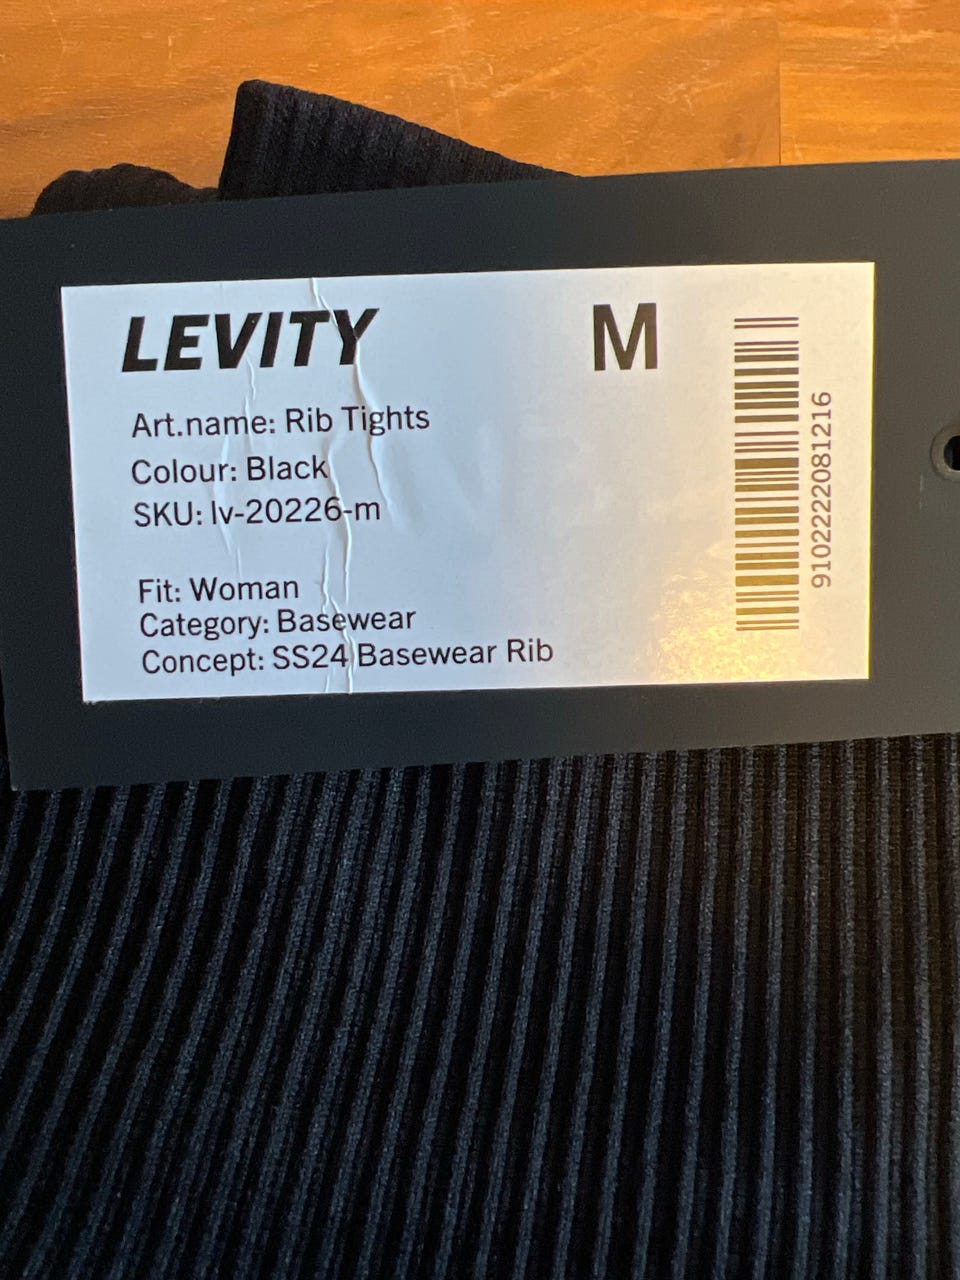 LEVITY
M
Art.name: Rib Tights
Colour: Black
SKU: lv-20226-m
Fit: Woman
Category: Basewear
Concept: SS24 Basewear Rib
9102222081216